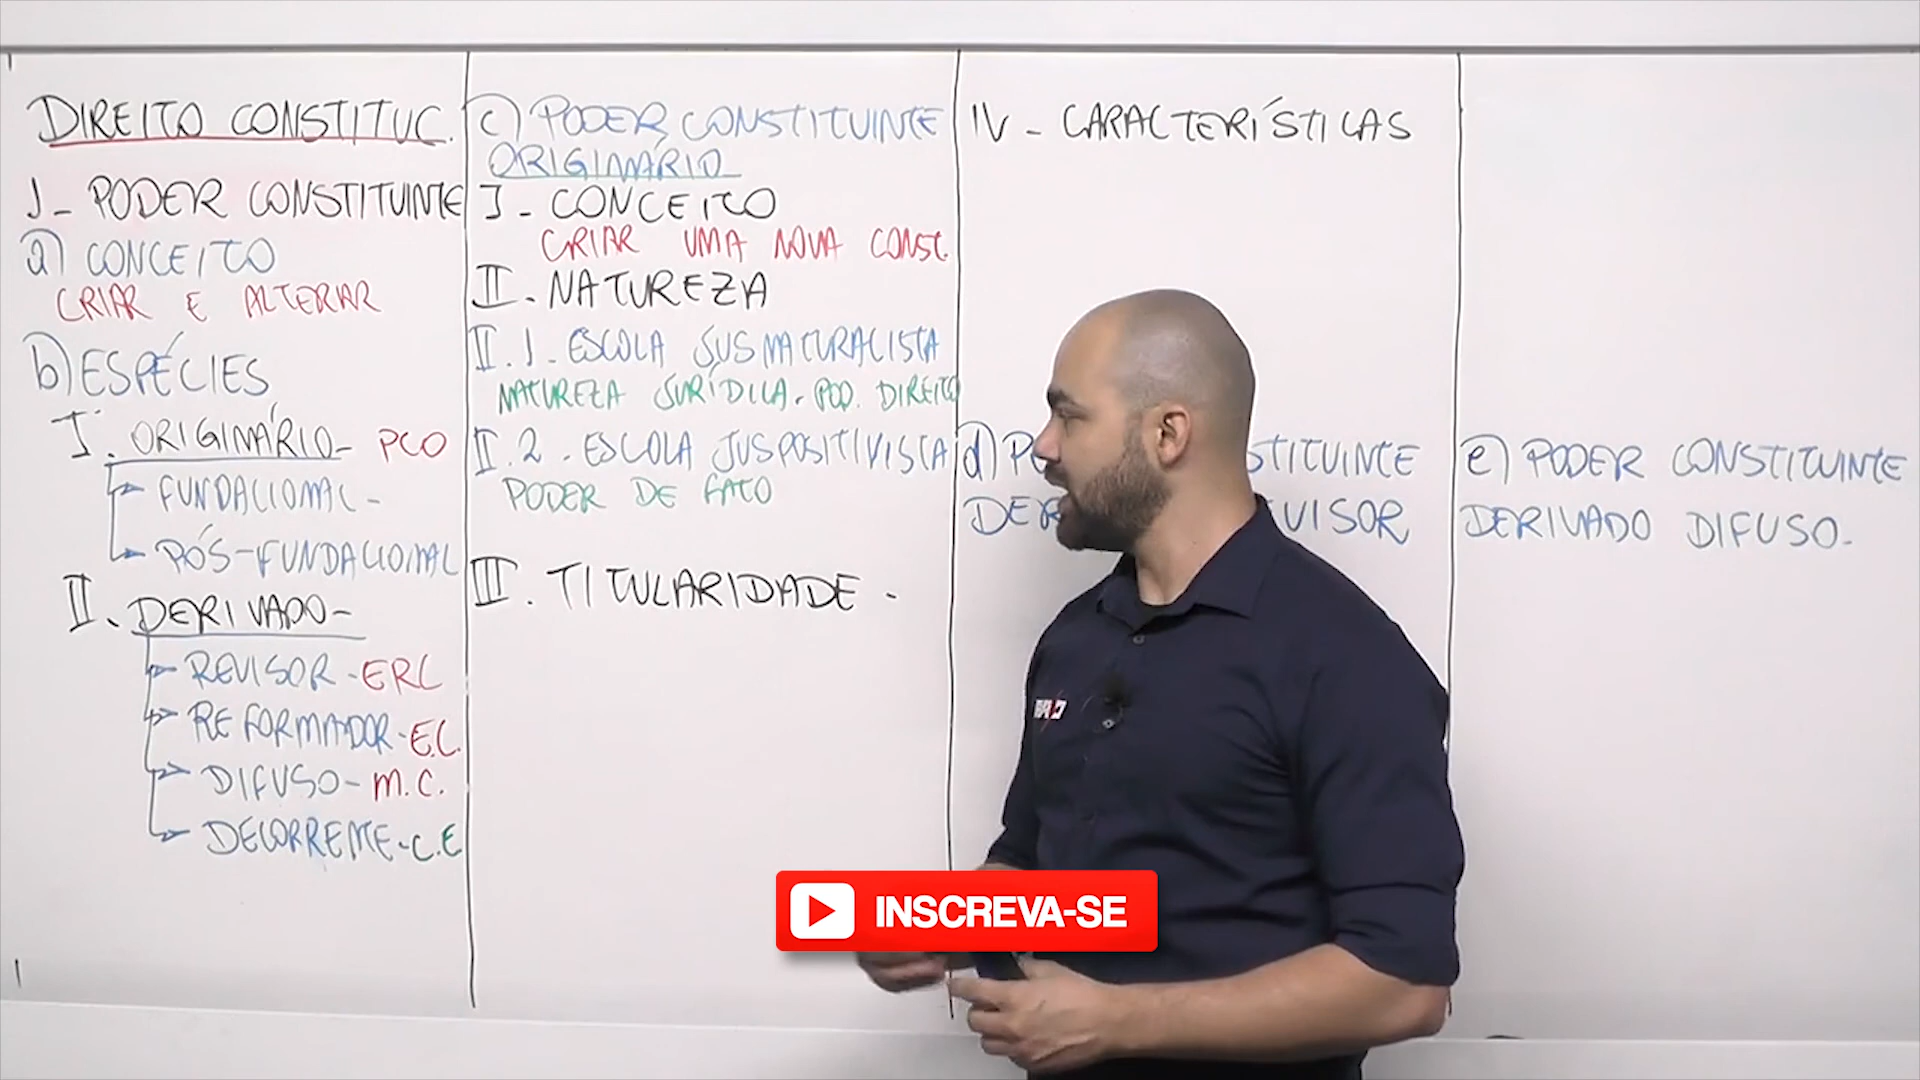 DIREITO CONSTITUC.
I - PODER CONSTITUINTE
a) CONCEITO
CRIAR E ALTERAR
b) ESPÉCIES
I. ORIGINÁRIO - PCO
FUNDACIONAL -
PÓS-FUNDACIONAL
II. DERIVADO -
REVISOR - ERC
REFORMADOR - E.C.
DIFUSO - M.C.
DECORRENTE - C.E
c) PODER CONSTITUINTE
ORIGINÁRIO
I - CONCEITO
CRIAR UMA NOVA CONST.
II. NATUREZA
II.1 - ESCOLA JUSNATURALISTA
NATUREZA JURÍDICA. POD. DIREITO
II.2 - ESCOLA JUSPOSITIVISTA
PODER DE FATO
III. TITULARIDADE -
IV - CARACTERÍSTICAS
d) PO STITUINTE
DER VISOR
e) PODER CONSTITUINTE
DERIVADO DIFUSO -
INSCREVA-SE